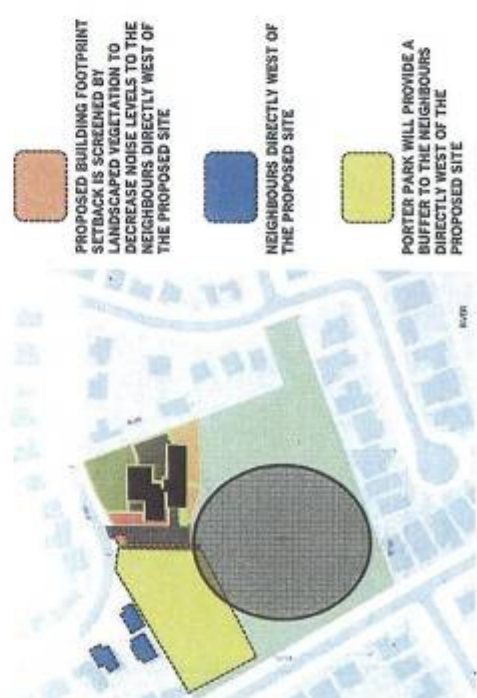 PROPOSED BUILDING FOOTPRINT
SETBACK IS SCREENED BY
LANDSCAPED VEGETATION TO
DECREASE NOISE LEVELS TO THE
NEIGHBOURS DIRECTLY WEST OF
THE PROPOSED SITE
NEIGHBOURS DIRECTLY WEST OF
THE PROPOSED SITE
PORTER PARK WILL PROVIDE A
BUFFER TO THE NEIGHBOURS
DIRECTLY WEST OF THE
PROPOSED SITE
RIVER